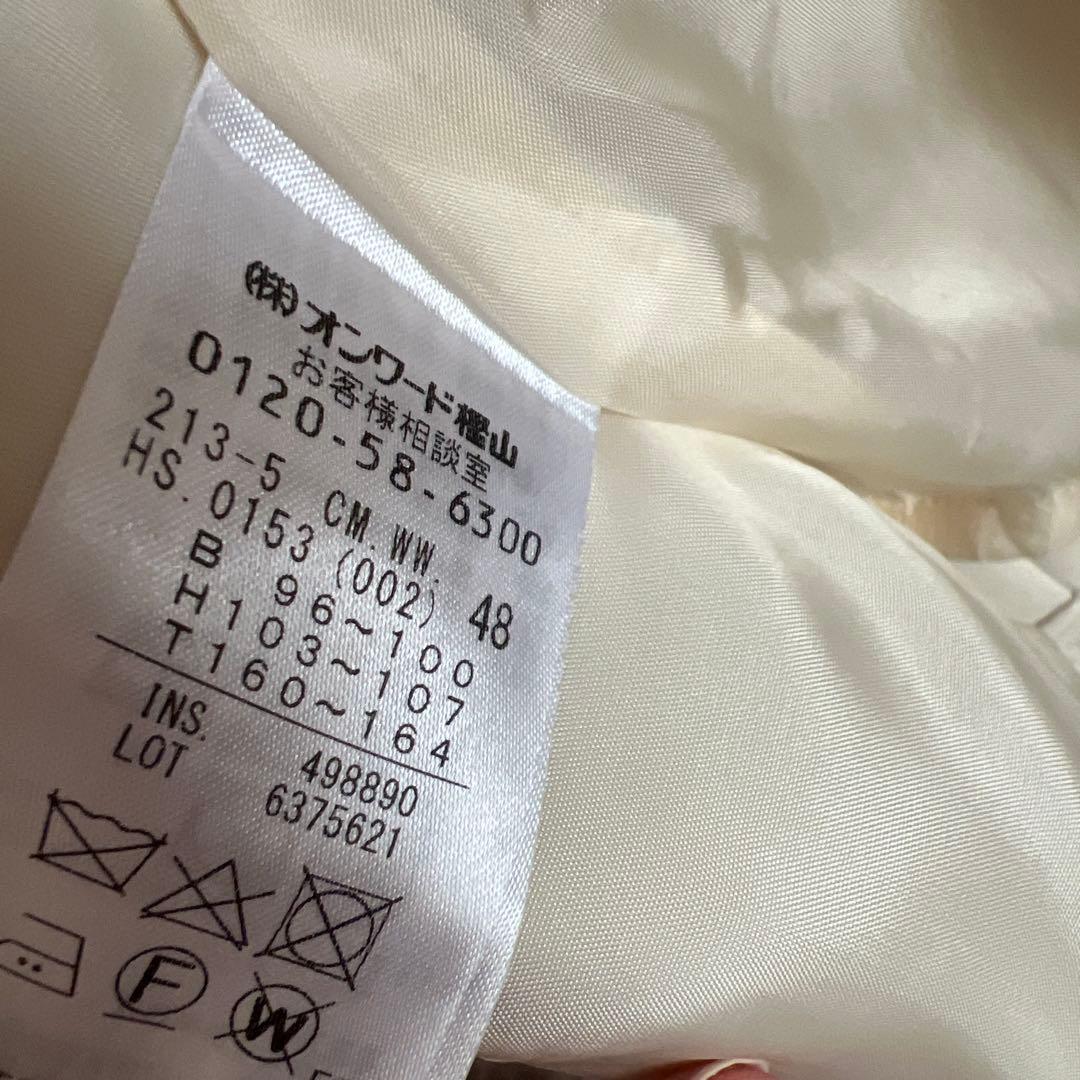 (株)オンワード樫山
お客様相談室
0120-58-6300
213-5 CM.WW.
HS.0153 (002) 48
B 96~100
H103~107
T160~164
INS. 498890
LOT 6375621
F W